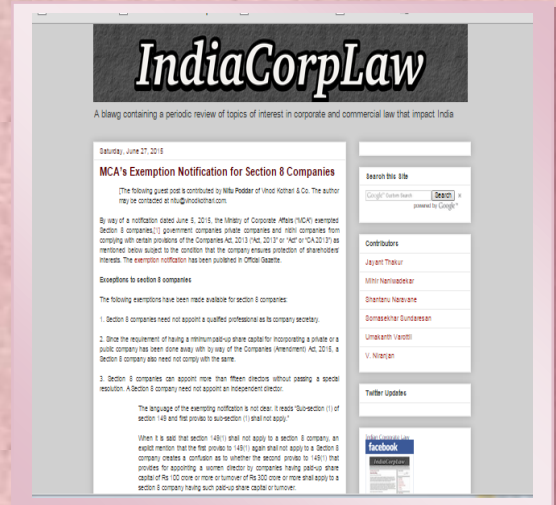 IndiaCorpLaw
A blawg containing a periodic review of topics of interest in corporate and commercial law that impact India
Saturday, June 27, 2015
MCA's Exemption Notification for Section 8 Companies
[The following guest post is contributed by Nitu Poddar of Vinod Kothari & Co. The author
may be contacted at nitu@vinodkothari.com.
By way of a notification dated June 5, 2015, the Ministry of Corporate Affairs ("MCA") exempted
Section 8 companies,[1] government companies private companies and nidhi companies from
complying with certain provisions of the Companies Act, 2013 ("Act, 2013" or "Act" or "CA,2013") as
mentioned below subject to the condition that the company ensures protection of shareholders'
interests. The exemption notification has been published in Official Gazette.
Exceptions to section 8 companies
The following exemptions have been made available for section 8 companies:
1. Section 8 companies need not appoint a qualified professional as its company secretary.
2. Since the requirement of having a minimum paid-up share capital for incorporating a private or a
public company has been done away with by way of the Companies (Amendment) Act, 2015, a
Section 8 company also need not comply with the same.
3. Section 8 companies can appoint more than fifteen directors without passing a special
resolution. A Section 8 company need not appoint an independent director.
The language of the exempting notification is not clear. It reads "Sub-section (1) of
section 149 and first proviso to sub-section (1) shall not apply."
When it is said that section 149(1) shall not apply to a section 8 company, an
explicit mention that the first proviso to 149(1) again shall not apply to a Section 8
company creates a confusion as to whether the second proviso to 149(1) that
provides for appointing a women director by companies having paid-up share
capital of Rs 100 crore or more or turnover of Rs 300 crore or more shall apply to a
section 8 company having such paid-up share capital or turnover.
Search this Site
Search
powered by Google
Contributors
Jayant Thakur
Mihir Naniwadekar
Shantanu Naravane
Somasekhar Sundaresan
Umakanth Varottil
V. Niranjan
Twitter Updates
Indian Corporate Law
facebook
IndiaCorpLaw